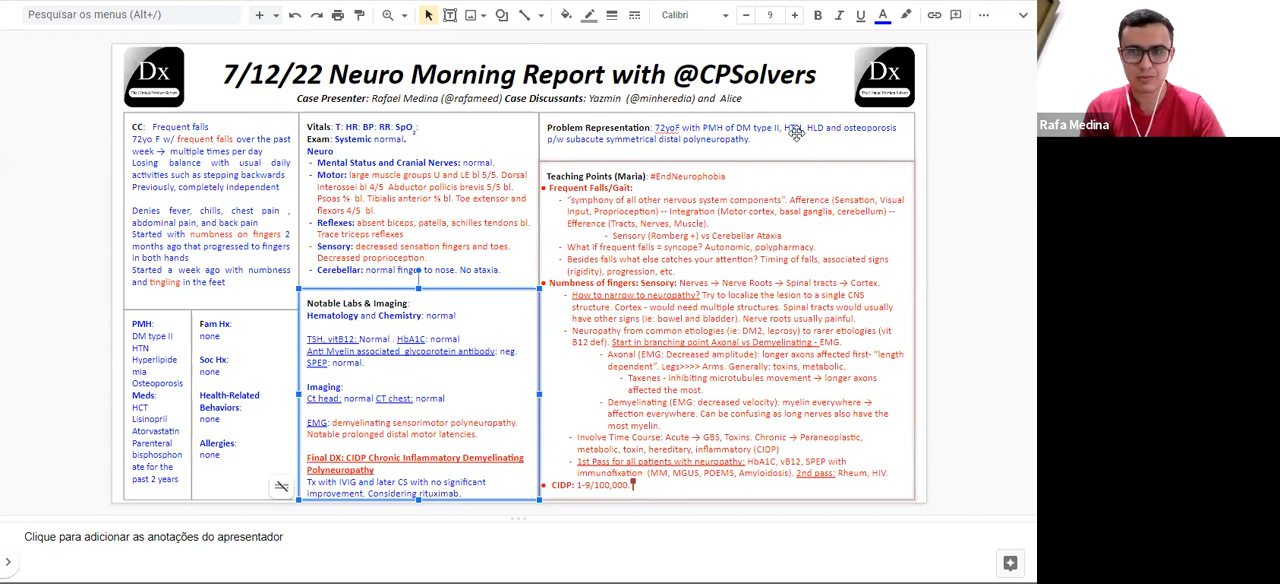 Pesquisar os menus (Alt+/)
Calibri
9
B I U A
Dx
The Clinical Problem Solvers
7/12/22 Neuro Morning Report with @CPSolvers
Case Presenter: Rafael Medina (@rafameed) Case Discussants: Yazmin (@minheredia) and Alice
Dx
The Clinical Problem Solvers
Rafa Medina
CC: Frequent falls
72yo F w/ frequent falls over the past
week → multiple times per day
Losing balance with usual daily
activities such as stepping backwards
Previously, completely independent
Denies fever, chills, chest pain ,
abdominal pain, and back pain
Started with numbness on fingers 2
months ago that progressed to fingers
in both hands
Started a week ago with numbness
and tingling in the feet
PMH:
DM type II
HTN
Hyperlipide
mia
Osteoporosis
Meds:
HCT
Lisinopril
Atorvastatin
Parenteral
bisphosphon
ate for the
past 2 years
Fam Hx:
none
Soc Hx:
none
Health-Related
Behaviors:
none
Allergies:
none
Vitals: T: HR: BP: RR: SpO2:
Exam: Systemic normal.
Neuro
- Mental Status and Cranial Nerves: normal.
- Motor: large muscle groups U and LE bl 5/5. Dorsal
interossei bl 4/5 Abductor pollicis brevis 5/5 bl.
Psoas ⅘ bl. Tibialis anterior ⅘ bl. Toe extensor and
flexors 4/5 bl.
- Reflexes: absent biceps, patella, achilles tendons bl.
Trace triceps reflexes
- Sensory: decreased sensation fingers and toes.
Decreased proprioception.
- Cerebellar: normal finger to nose. No ataxia.
Notable Labs & Imaging:
Hematology and Chemistry: normal
TSH, vitB12: Normal . HbA1C: normal
Anti Myelin associated glycoprotein antibody: neg.
SPEP: normal.
Imaging:
Ct head: normal CT chest: normal
EMG: demyelinating sensorimotor polyneuropathy.
Notable prolonged distal motor latencies.
Final DX: CIDP Chronic Inflammatory Demyelinating
Polyneuropathy
Tx with IVIG and later CS with no significant
improvement. Considering rituximab.
Problem Representation: 72yoF with PMH of DM type II, HTN, HLD and osteoporosis
p/w subacute symmetrical distal polyneuropathy.
Teaching Points (Maria): #EndNeurophobia
● Frequent Falls/Gait:
- "symphony of all other nervous system components". Afference (Sensation, Visual
Input, Proprioception) -- Integration (Motor cortex, basal ganglia, cerebellum) --
Efference (Tracts, Nerves, Muscle).
- Sensory (Romberg +) vs Cerebellar Ataxia
- What if frequent falls = syncope? Autonomic, polypharmacy.
- Besides falls what else catches your attention? Timing of falls, associated signs
(rigidity), progression, etc.
● Numbness of fingers: Sensory: Nerves → Nerve Roots → Spinal tracts → Cortex.
- How to narrow to neuropathy? Try to localize the lesion to a single CNS
structure. Cortex - would need multiple structures. Spinal tracts would usually
have other signs (ie: bowel and bladder). Nerve roots usually painful.
- Neuropathy from common etiologies (ie: DM2, leprosy) to rarer etiologies (vit
B12 def). Start in branching point Axonal vs Demyelinating - EMG.
- Axonal (EMG: Decreased amplitude): longer axons affected first- "length
dependent". Legs>>>> Arms. Generally: toxins, metabolic.
- Taxenes - inhibiting microtubules movement → longer axons
affected the most.
- Demyelinating (EMG: decreased velocity): myelin everywhere →
affection everywhere. Can be confusing as long nerves also have the
most myelin.
- Involve Time Course: Acute → GBS, Toxins. Chronic → Paraneoplastic,
metabolic, toxin, hereditary, inflammatory (CIDP)
- 1st Pass for all patients with neuropathy: HbA1C, vB12, SPEP with
immunofixation (MM, MGUS, POEMS, Amyloidosis). 2nd pass: Rheum, HIV.
● CIDP: 1-9/100,000.
Clique para adicionar as anotações do apresentador